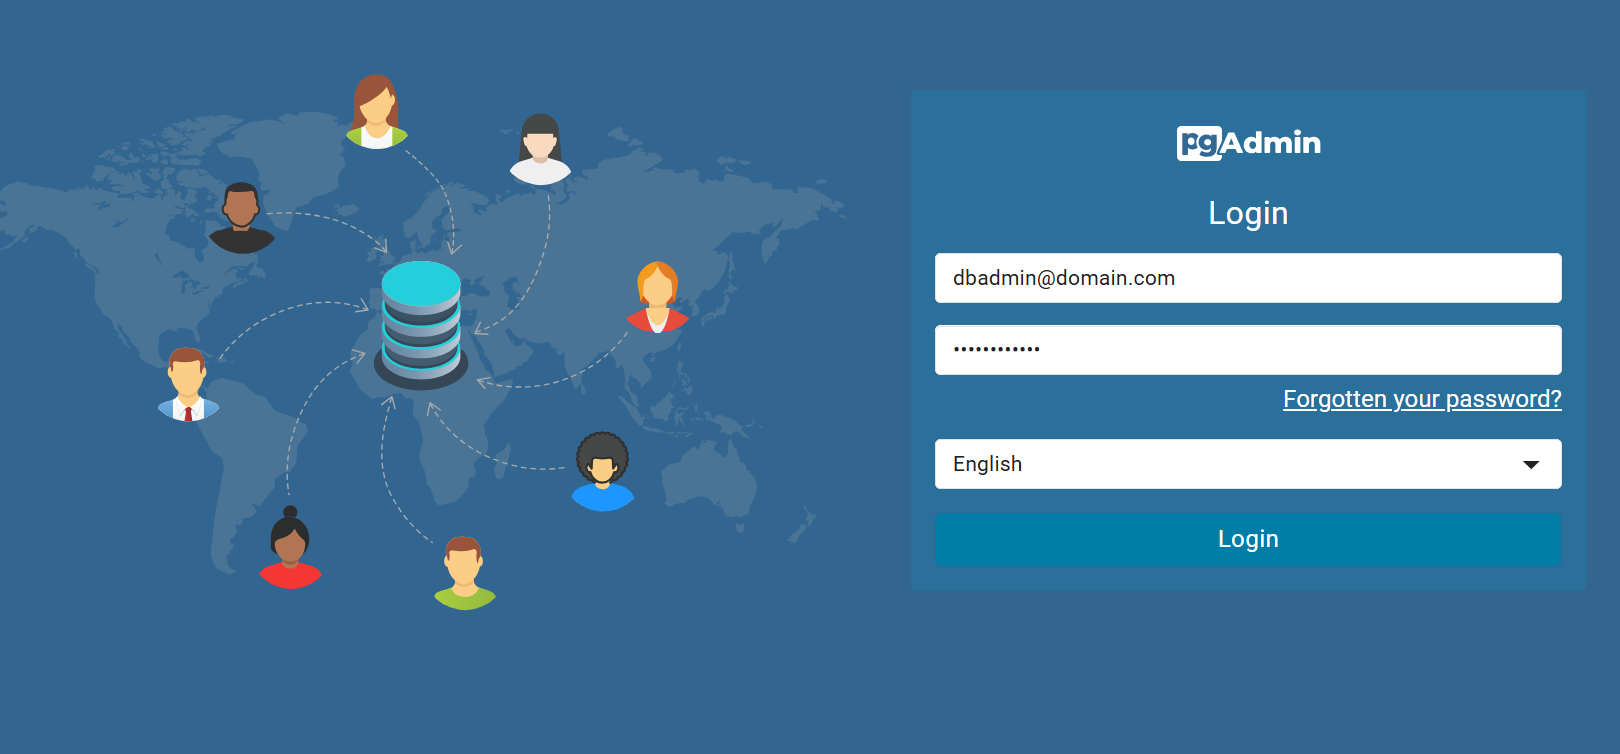 pgAdmin
Login
dbadmin@domain.com
••••••••••••
Forgotten your password?
English
Login